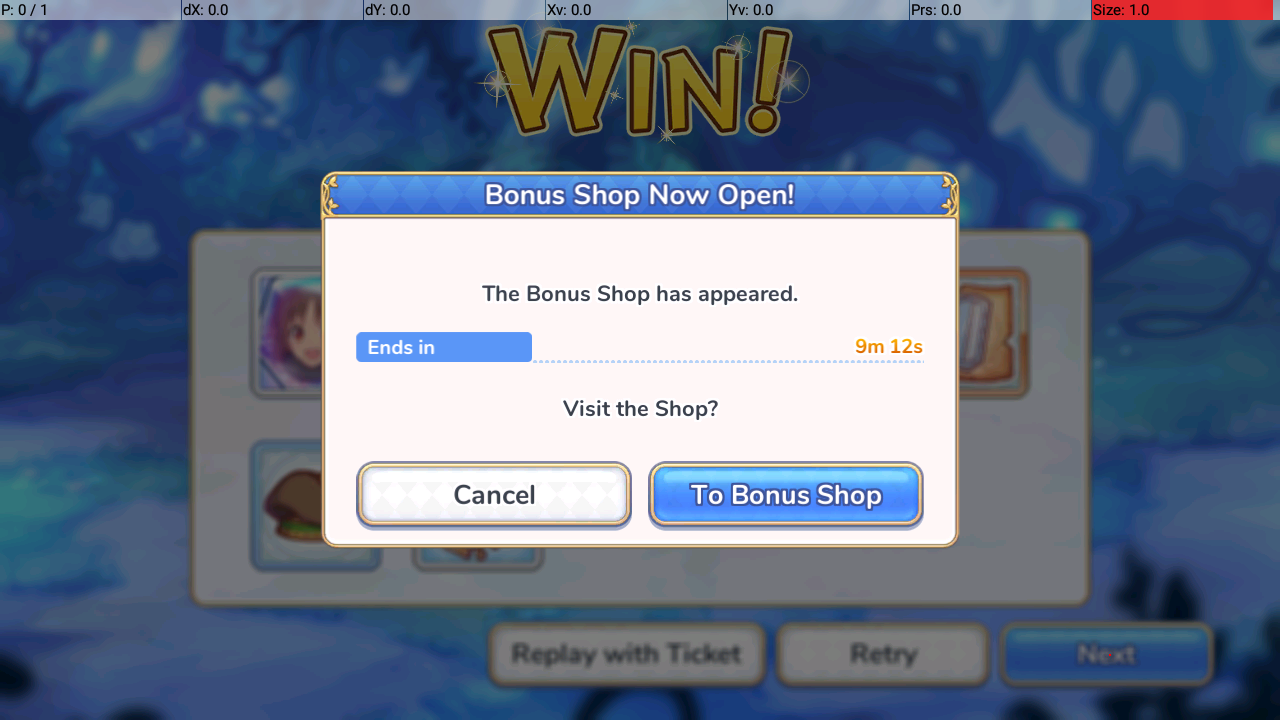 P: 0 / 1 dX: 0.0 dY: 0.0 Xv: 0.0 Yv: 0.0 Prs: 0.0 Size: 1.0
WIN!
Bonus Shop Now Open!
The Bonus Shop has appeared.
Ends in 9m 12s
Visit the Shop?
Cancel To Bonus Shop
Replay with Ticket Retry Next